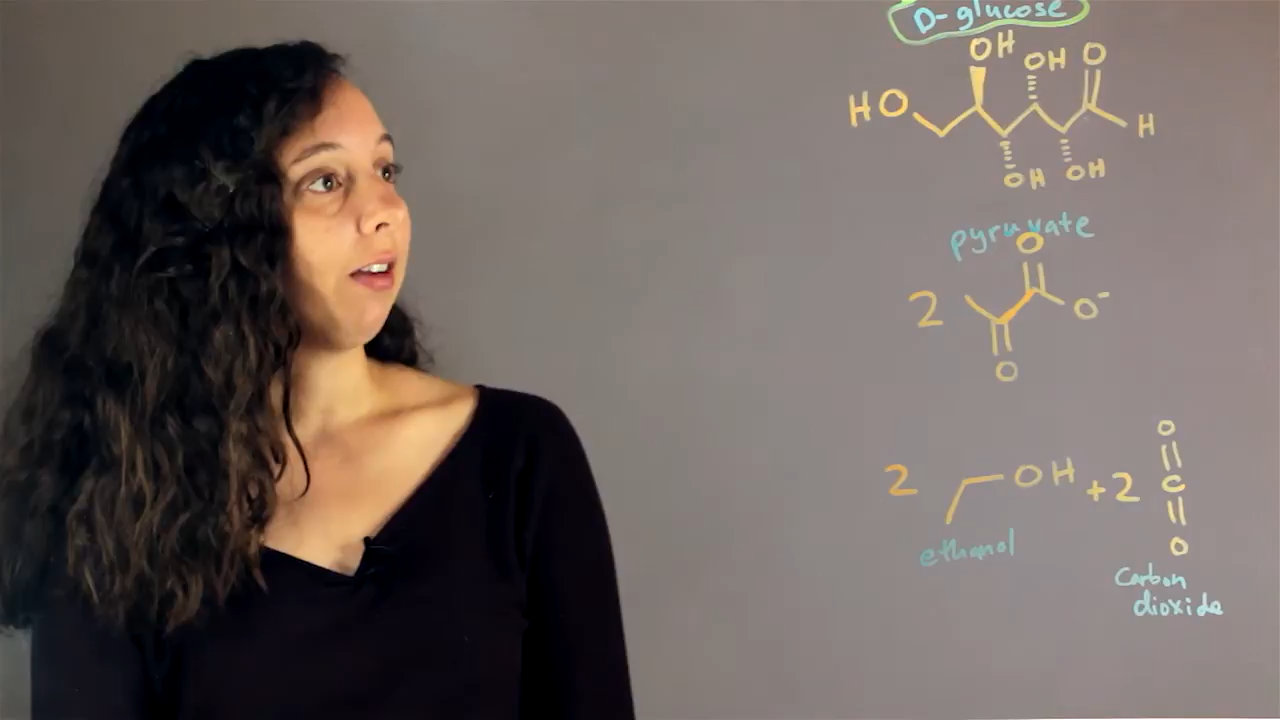 D-glucose
OH OH O
HO H
OH OH
pyruvate
O
2 O⁻
O
O
2 OH + 2 C
O
ethanol
Carbon
dioxide